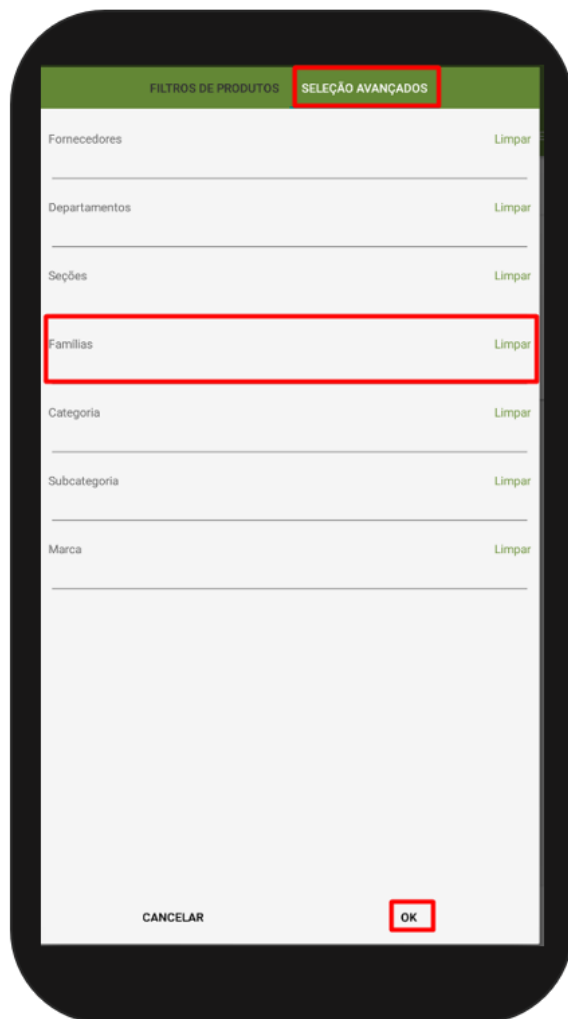 FILTROS DE PRODUTOS SELEÇÃO AVANÇADOS
Fornecedores Limpar
Departamentos Limpar
Seções Limpar
Famílias Limpar
Categoria Limpar
Subcategoria Limpar
Marca Limpar
CANCELAR OK